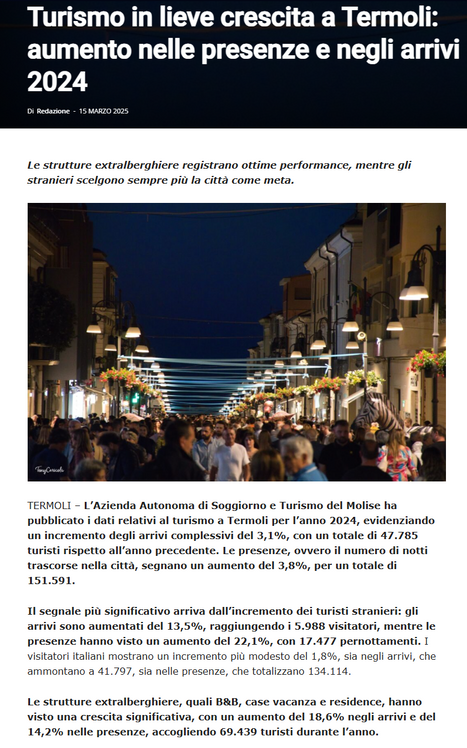 Turismo in lieve crescita a Termoli:
aumento nelle presenze e negli arrivi
2024
Di Redazione - 15 MARZO 2025
Le strutture extralberghiere registrano ottime performance, mentre gli
stranieri scelgono sempre più la città come meta.
TERMOLI – L'Azienda Autonoma di Soggiorno e Turismo del Molise ha
pubblicato i dati relativi al turismo a Termoli per l'anno 2024, evidenziando
un incremento degli arrivi complessivi del 3,1%, con un totale di 47.785
turisti rispetto all'anno precedente. Le presenze, ovvero il numero di notti
trascorse nella città, segnano un aumento del 3,8%, per un totale di
151.591.
Il segnale più significativo arriva dall'incremento dei turisti stranieri: gli
arrivi sono aumentati del 13,5%, raggiungendo i 5.988 visitatori, mentre le
presenze hanno visto un aumento del 22,1%, con 17.477 pernottamenti. I
visitatori italiani mostrano un incremento più modesto del 1,8%, sia negli arrivi, che
ammontano a 41.797, sia nelle presenze, che totalizzano 134.114.
Le strutture extralberghiere, quali B&B, case vacanza e residence, hanno
visto una crescita significativa, con un aumento del 18,6% negli arrivi e del
14,2% nelle presenze, accogliendo 69.439 turisti durante l'anno.